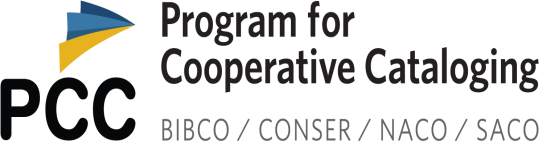 PCC
Program for
Cooperative Cataloging
BIBCO / CONSER / NACO / SACO